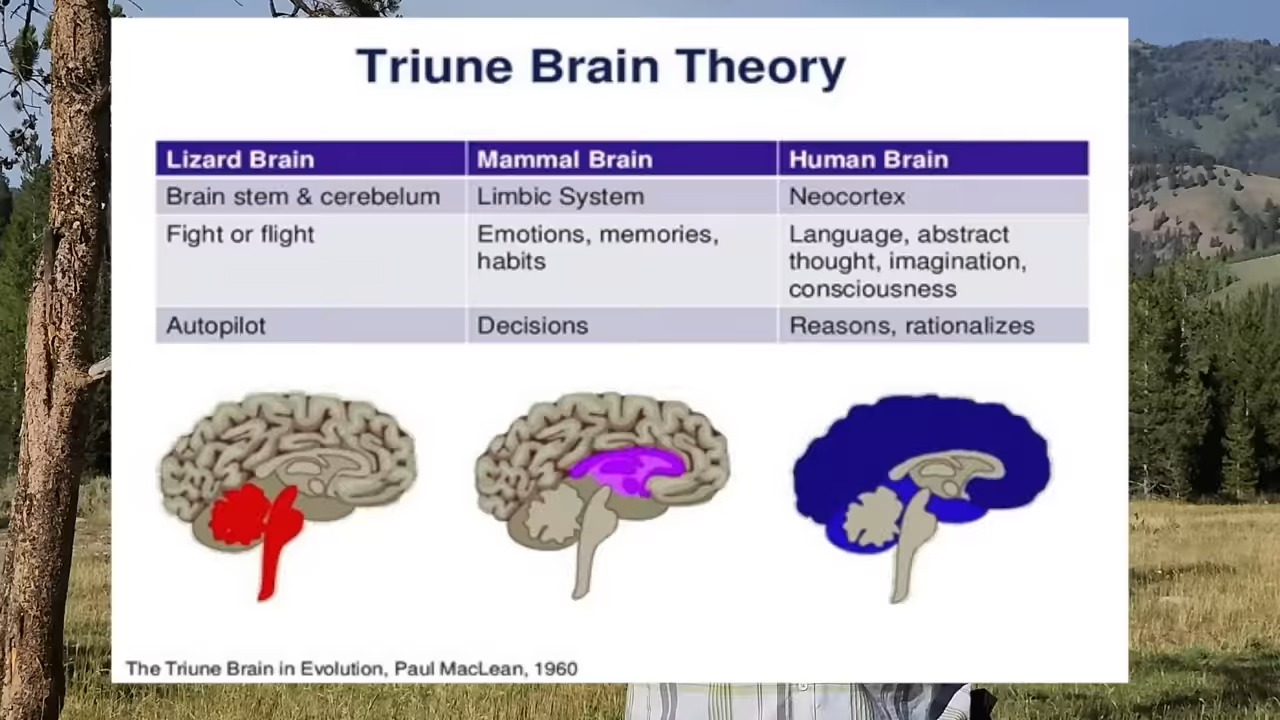 Triune Brain Theory
Lizard Brain
Mammal Brain
Human Brain
Brain stem & cerebelum
Limbic System
Neocortex
Fight or flight
Emotions, memories,
habits
Language, abstract
thought, imagination,
consciousness
Autopilot
Decisions
Reasons, rationalizes
The Triune Brain in Evolution, Paul MacLean, 1960